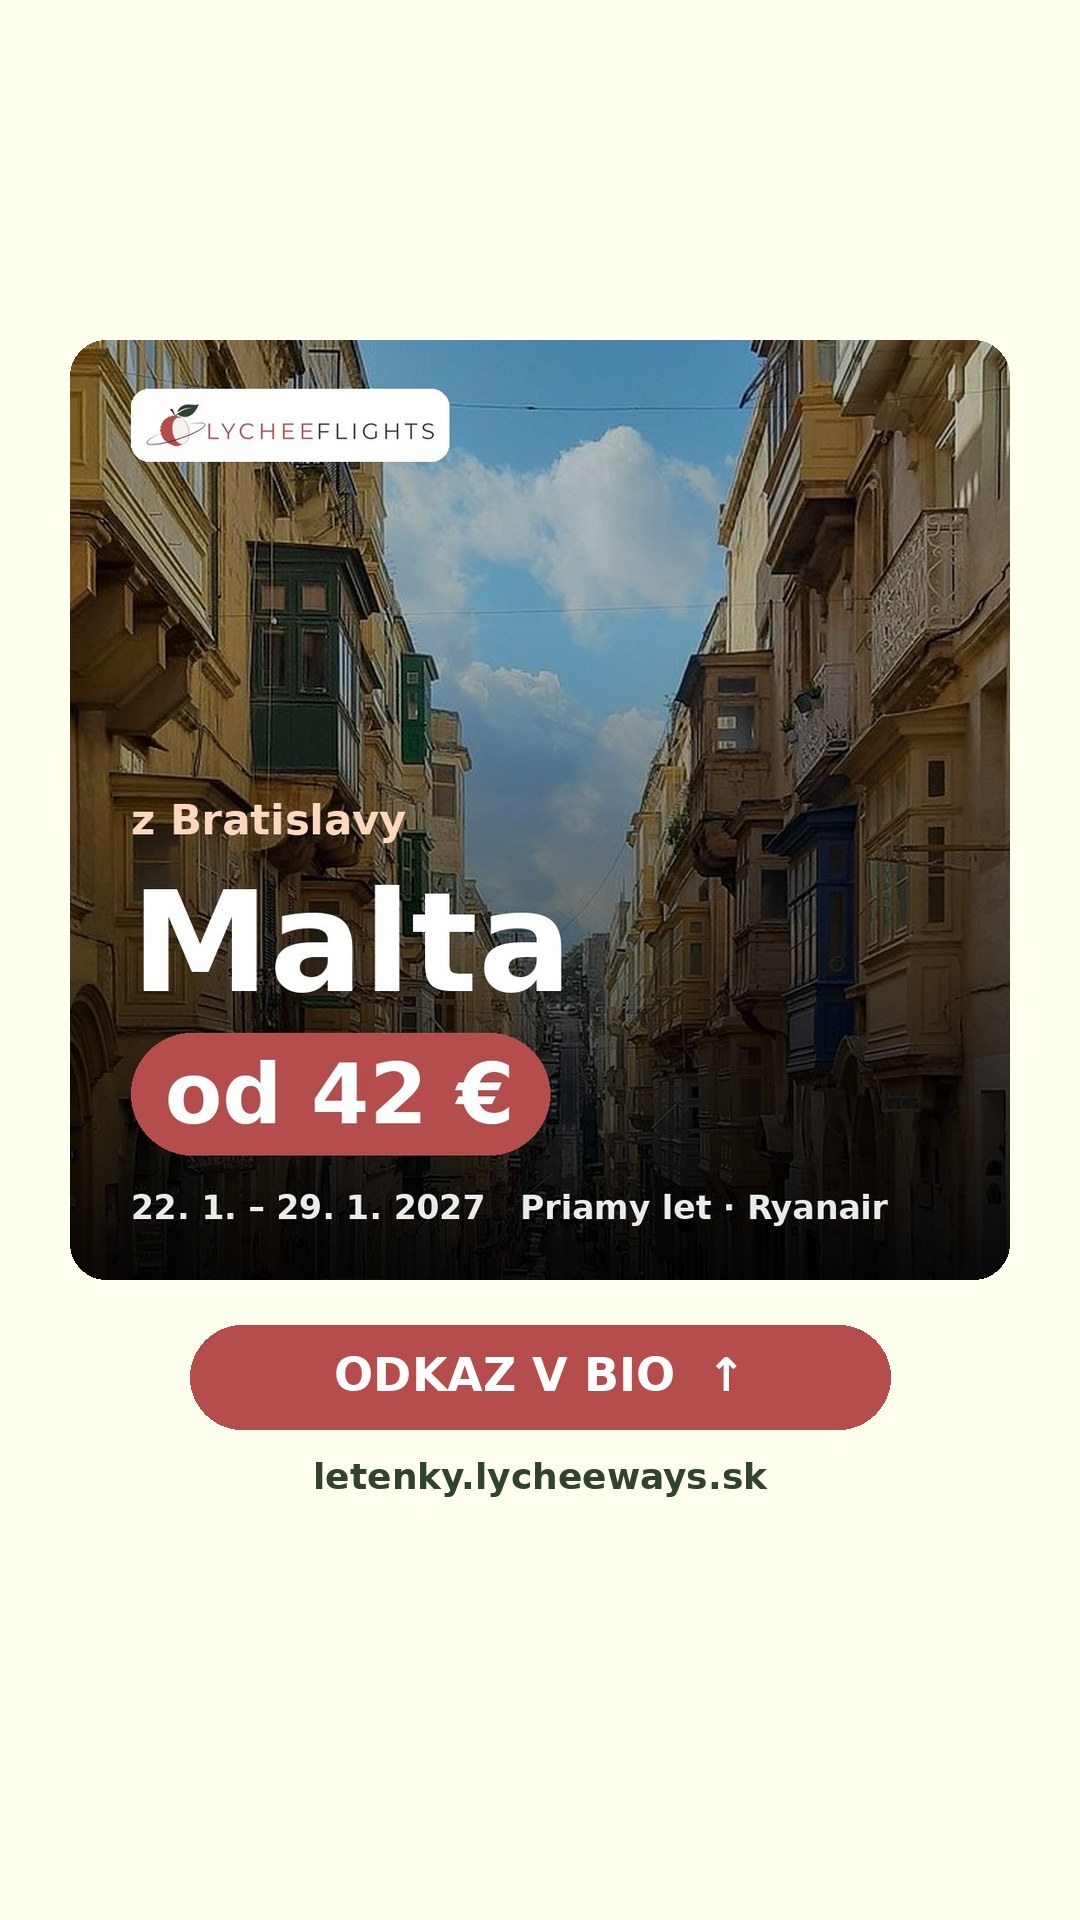 LYCHEEFLIGHTS
z Bratislavy
Malta
od 42 €
22. 1. – 29. 1. 2027 Priamy let · Ryanair
ODKAZ V BIO ↑
letenky.lycheeways.sk